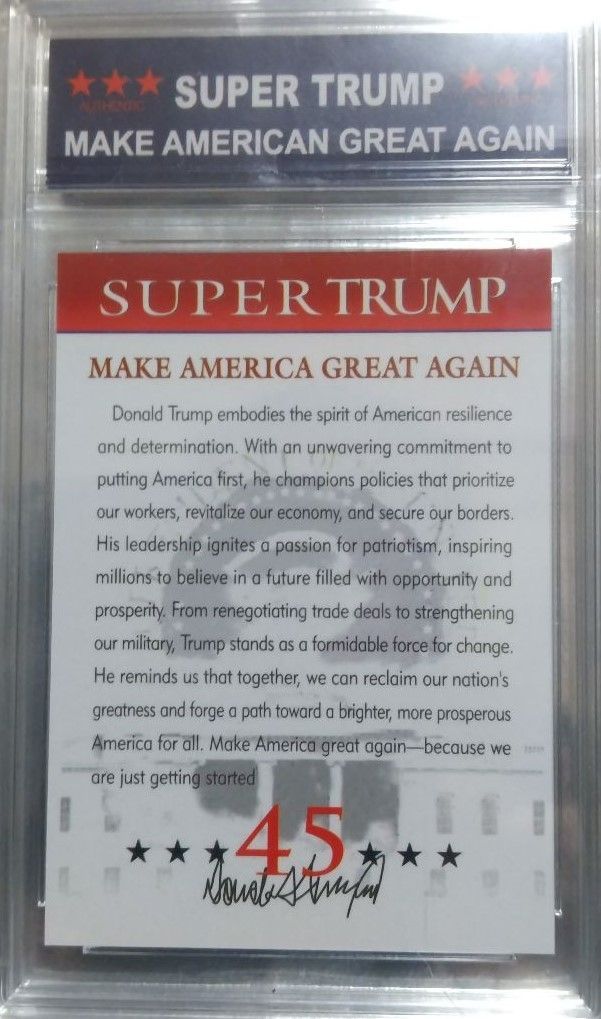 AUTHENTIC
SUPER TRUMP
MAKE AMERICAN GREAT AGAIN
SUPER TRUMP
MAKE AMERICA GREAT AGAIN
Donald Trump embodies the spirit of American resilience
and determination. With an unwavering commitment to
putting America first, he champions policies that prioritize
our workers, revitalize our economy, and secure our borders.
His leadership ignites a passion for patriotism, inspiring
millions to believe in a future filled with opportunity and
prosperity. From renegotiating trade deals to strengthening
our military, Trump stands as a formidable force for change.
He reminds us that together, we can reclaim our nation's
greatness and forge a path toward a brighter, more prosperous
America for all. Make America great again—because we
are just getting started
45